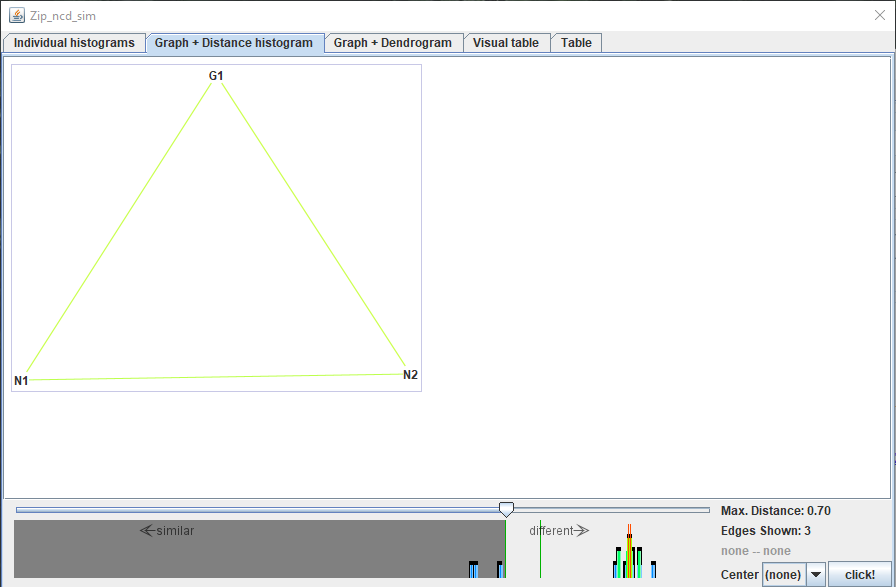 Zip_ncd_sim
Individual histograms Graph + Distance histogram Graph + Dendrogram Visual table Table
G1
N1
N2
similar
different
Max. Distance: 0.70
Edges Shown: 3
none -- none
Center (none) click!